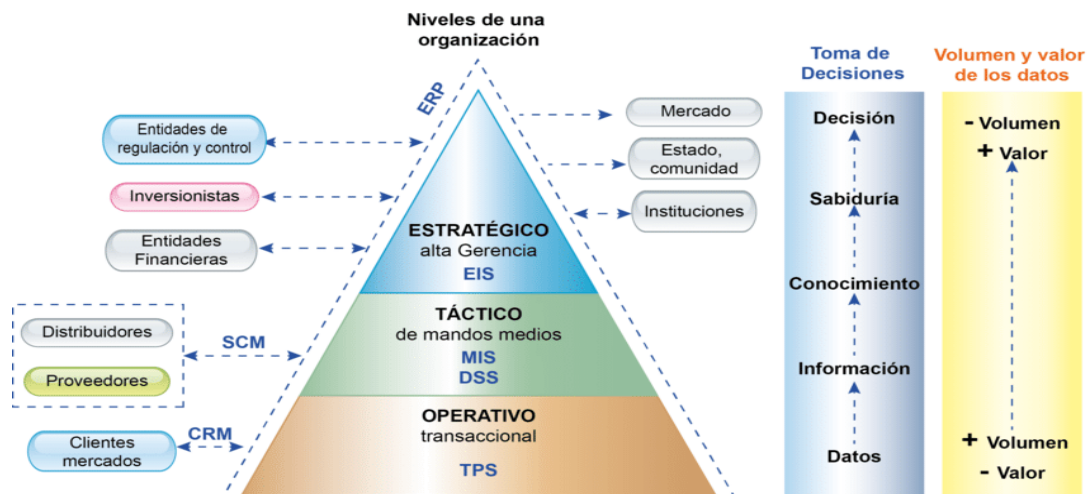 Niveles de una
organización
ERP
Entidades de
regulación y control
Inversionistas
Entidades
Financieras
Distribuidores
Proveedores
SCM
Clientes
mercados
CRM
ESTRATÉGICO
alta Gerencia
EIS
TÁCTICO
de mandos medios
MIS
DSS
OPERATIVO
transaccional
TPS
Mercado
Estado,
comunidad
Instituciones
Toma de
Decisiones
Decisión
Sabiduría
Conocimiento
Información
Datos
Volumen y valor
de los datos
- Volumen
+ Valor
+ Volumen
- Valor